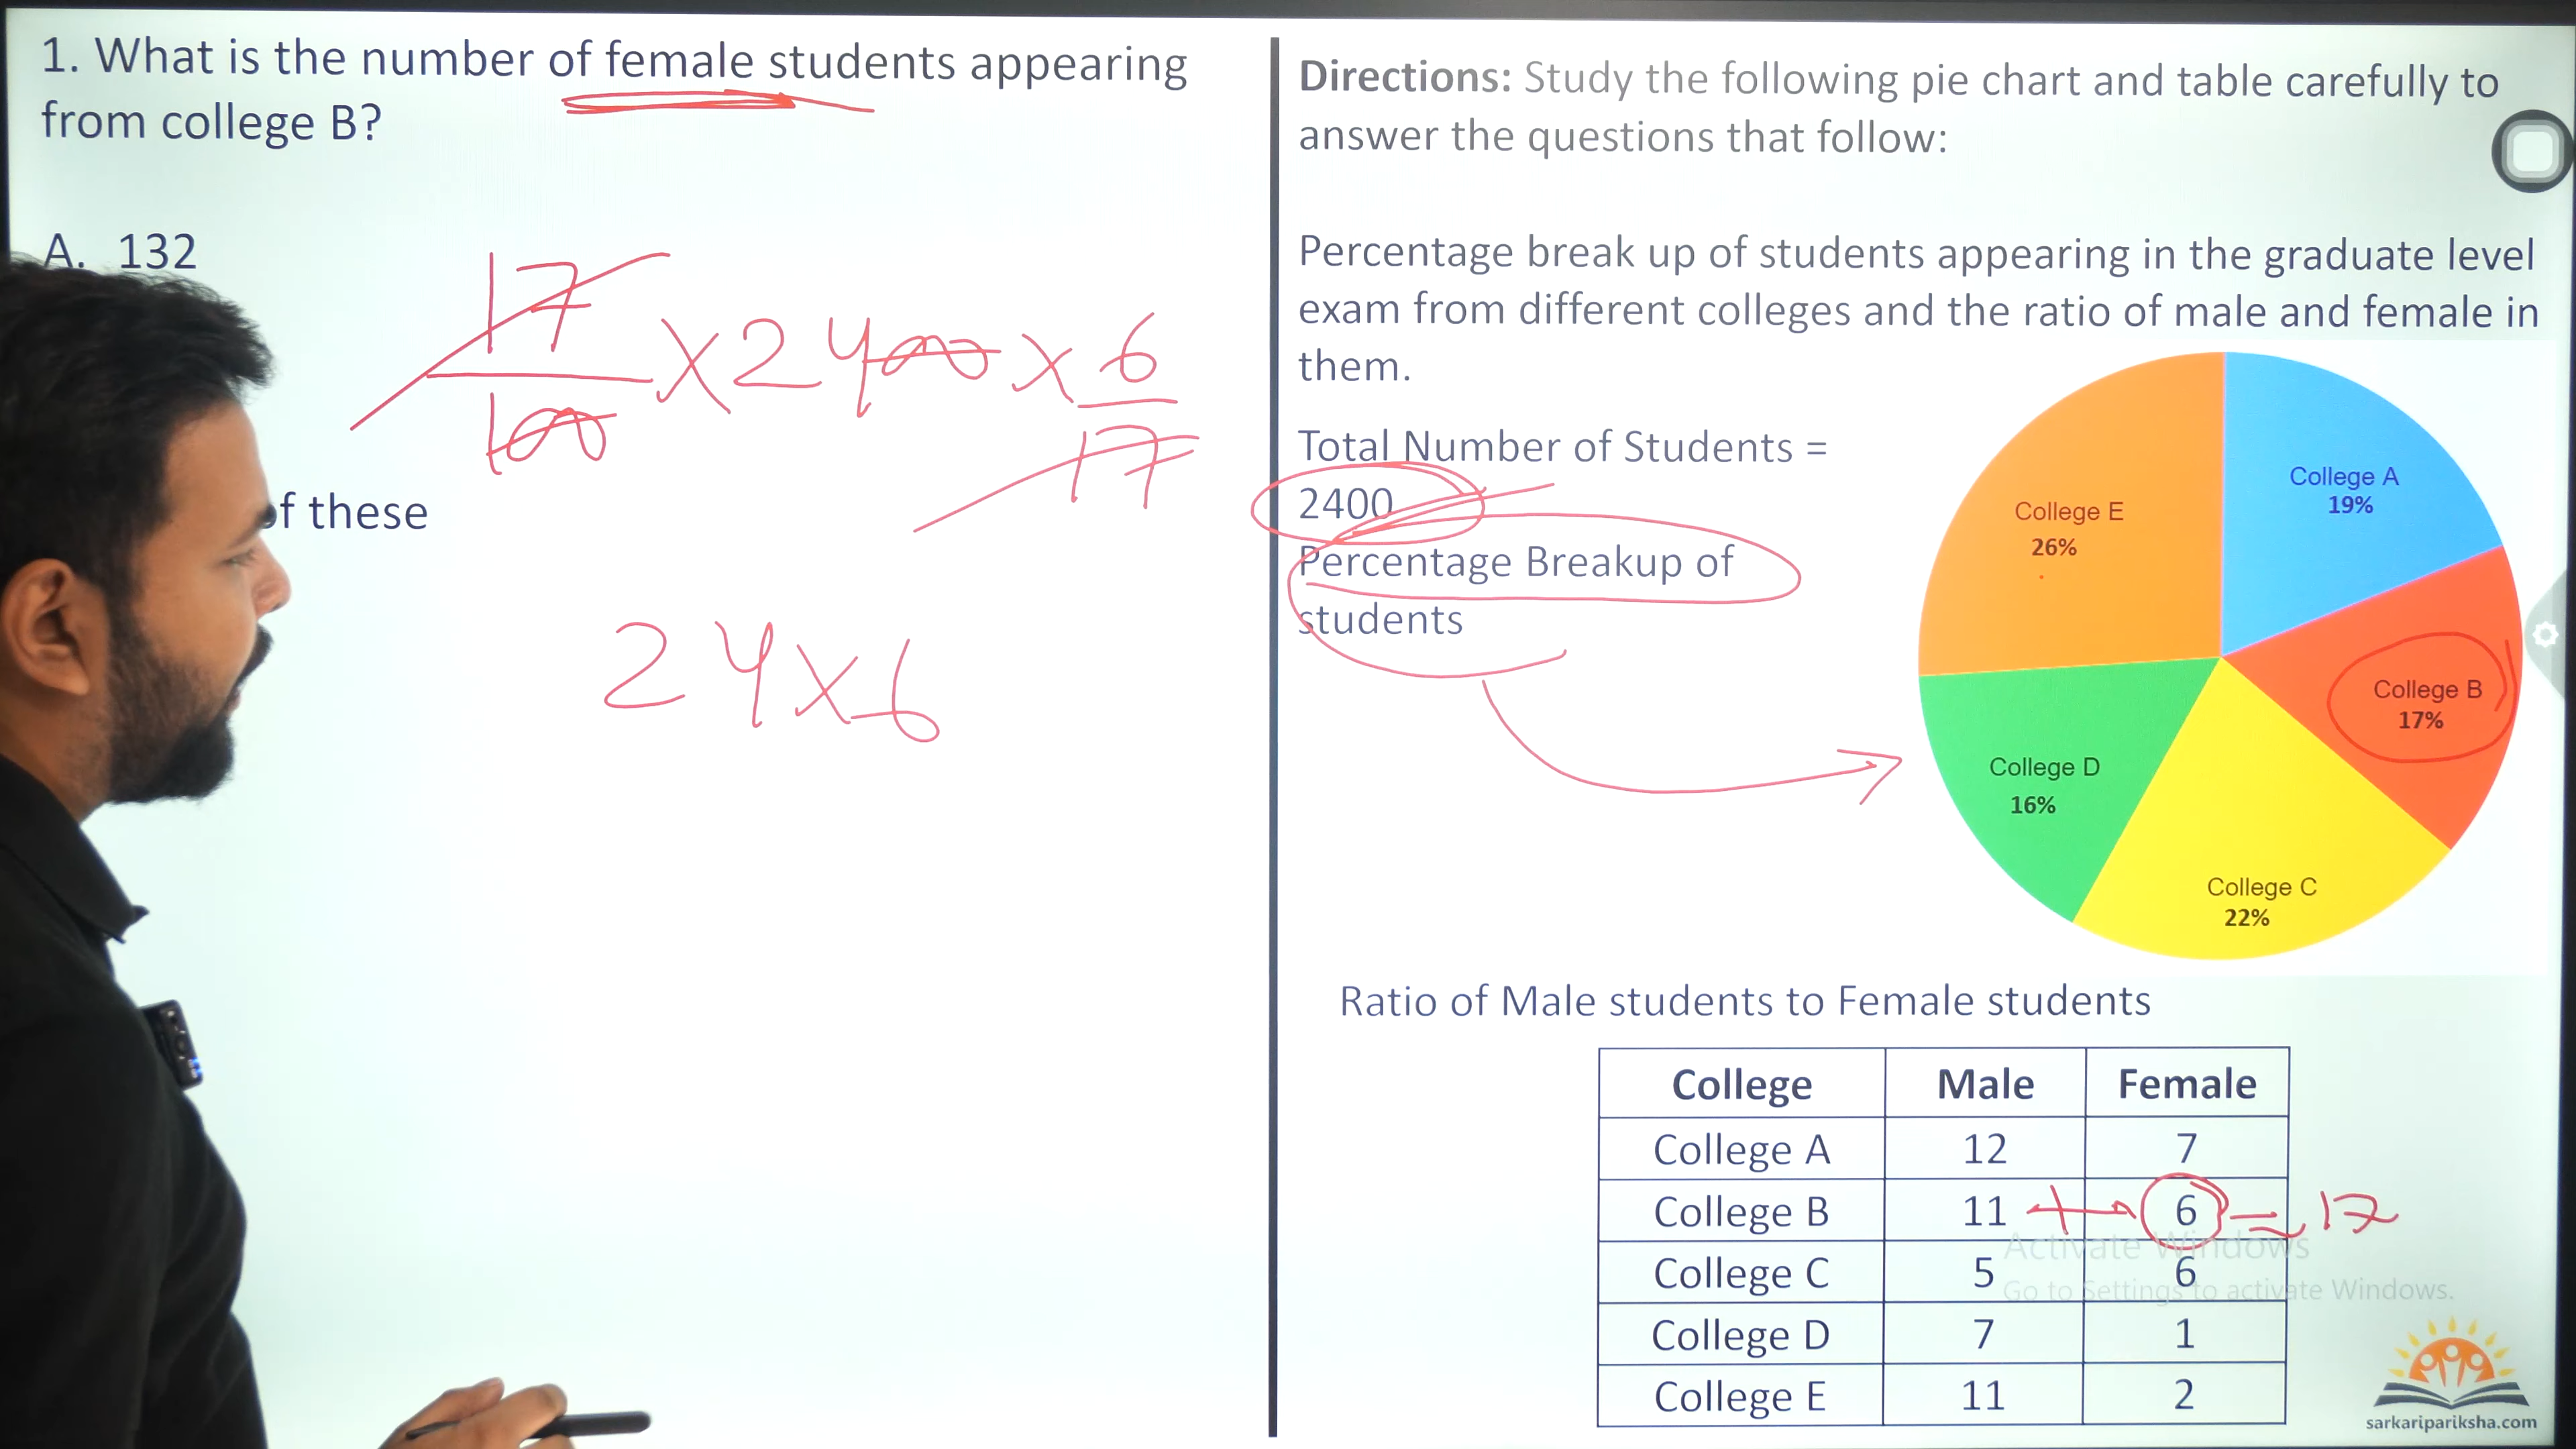 1. What is the number of female students appearing
from college B?
A. 132
f these
17
100
x 2400 x 6
17
24 x 6
Directions: Study the following pie chart and table carefully to
answer the questions that follow:
Percentage break up of students appearing in the graduate level
exam from different colleges and the ratio of male and female in
them.
Total Number of Students =
2400
Percentage Breakup of
students
College A
19%
College E
26%
College B
17%
College D
16%
College C
22%
Ratio of Male students to Female students
College Male Female
College A 12 7
College B 11 + 6 = 17
College C 5 6
College D 7 1
College E 11 2
Activate Windows
Go to Settings to activate Windows.
sarkaripariksha.com